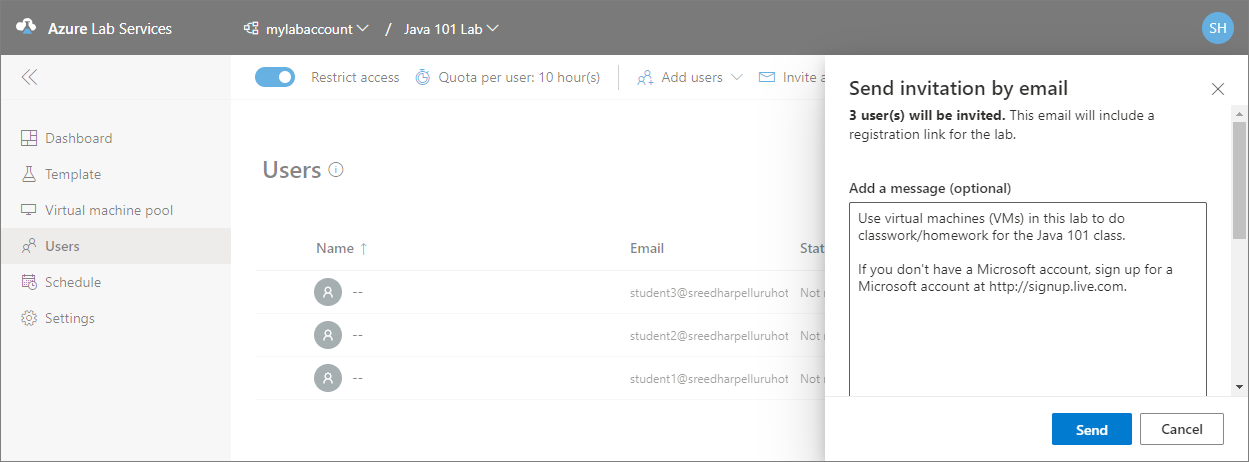 Azure Lab Services
mylabaccount / Java 101 Lab
SH
Restrict access
Quota per user: 10 hour(s)
Add users
Invite
Dashboard
Template
Virtual machine pool
Users
Schedule
Settings
Users
Name ↑
Email
--
student3@sreedharpelluruhot
Not
--
student2@sreedharpelluruhot
Not
--
student1@sreedharpelluruhot
Not
Send invitation by email
3 user(s) will be invited. This email will include a
registration link for the lab.
Add a message (optional)
Use virtual machines (VMs) in this lab to do
classwork/homework for the Java 101 class.
If you don't have a Microsoft account, sign up for a
Microsoft account at http://signup.live.com.
Send
Cancel